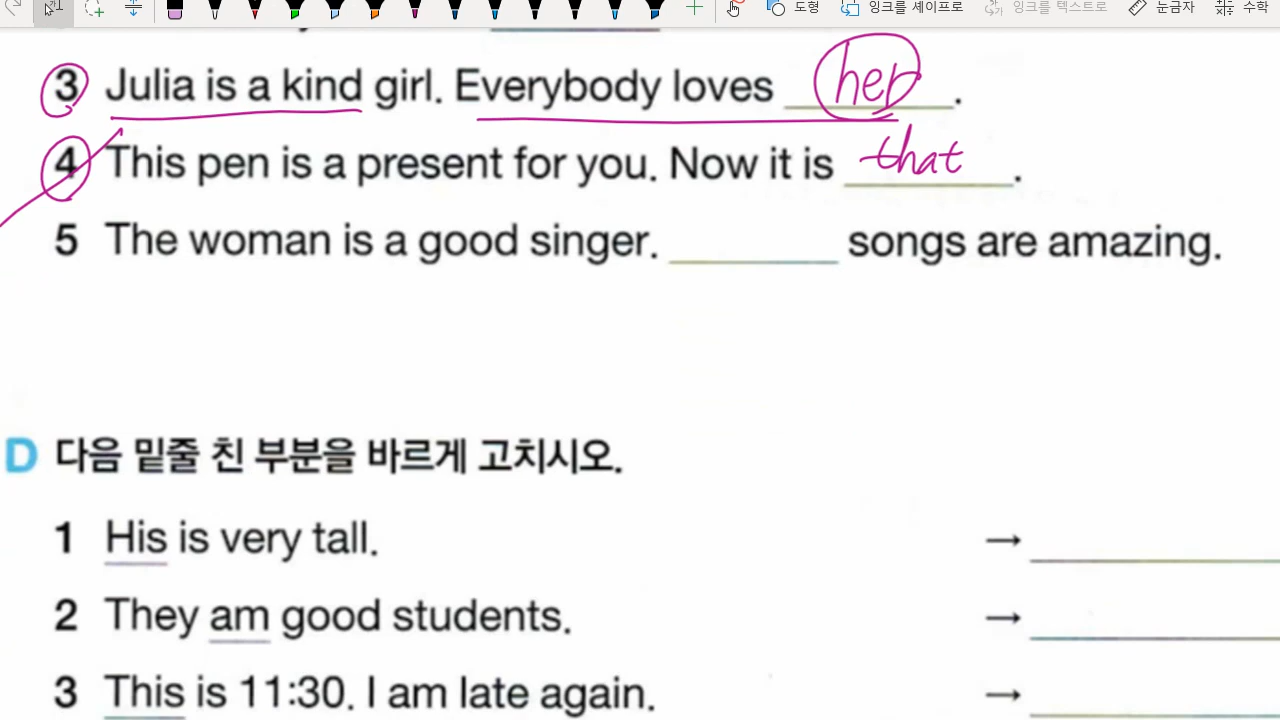 잉크를 셰이프로 잉크를 텍스트로 눈금자 수학 도형
3 Julia is a kind girl. Everybody loves her.
4 This pen is a present for you. Now it is that.
5 The woman is a good singer. ________ songs are amazing.
D 다음 밑줄 친 부분을 바르게 고치시오.
1 His is very tall. →
2 They am good students. →
3 This is 11:30. I am late again. →